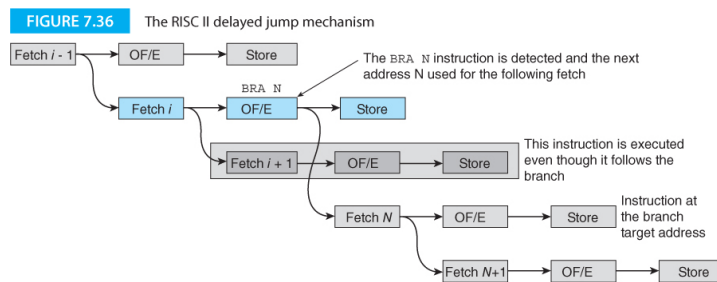 FIGURE 7.36 The RISC II delayed jump mechanism
Fetch i - 1 OF/E Store
The BRA N instruction is detected and the next
address N used for the following fetch
BRA N
Fetch i OF/E Store
This instruction is executed
even though it follows the
branch
Fetch i + 1 OF/E Store
Instruction at
the branch
target address
Fetch N OF/E Store
Fetch N+1 OF/E Store